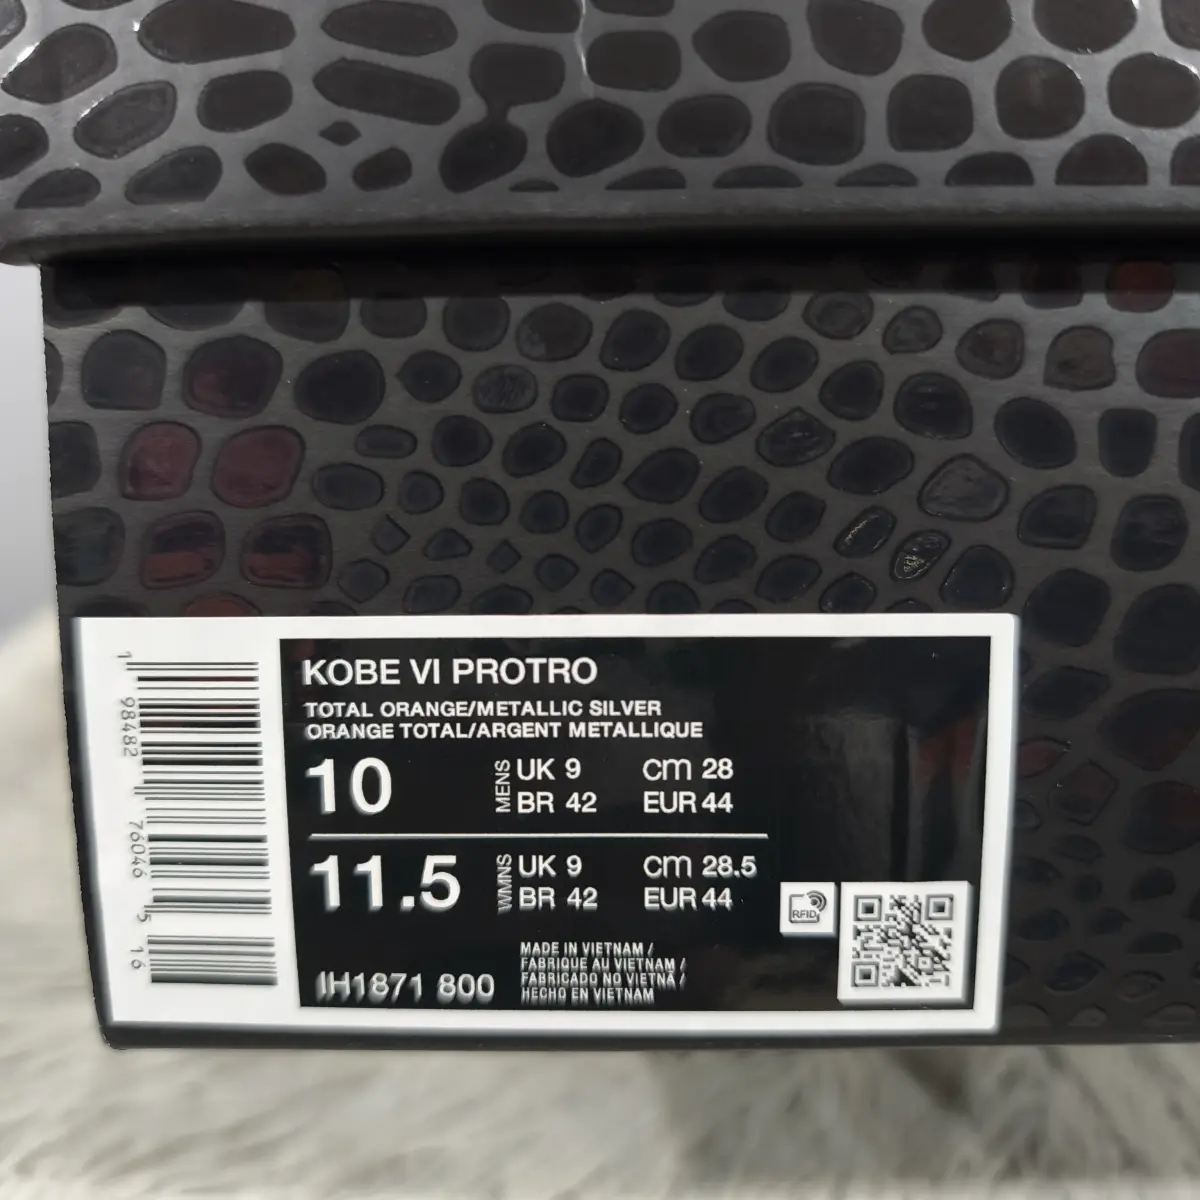 KOBE VI PROTRO
TOTAL ORANGE/METALLIC SILVER
ORANGE TOTAL/ARGENT METALLIQUE
10 MENS UK 9 cm 28
BR 42 EUR 44
11.5 WMNS UK 9 cm 28.5
BR 42 EUR 44
IH1871 800
MADE IN VIETNAM /
FABRIQUE AU VIETNAM /
FABRICADO NO VIETNÃ /
HECHO EN VIETNAM
RFID
1 98482 76046 5 16